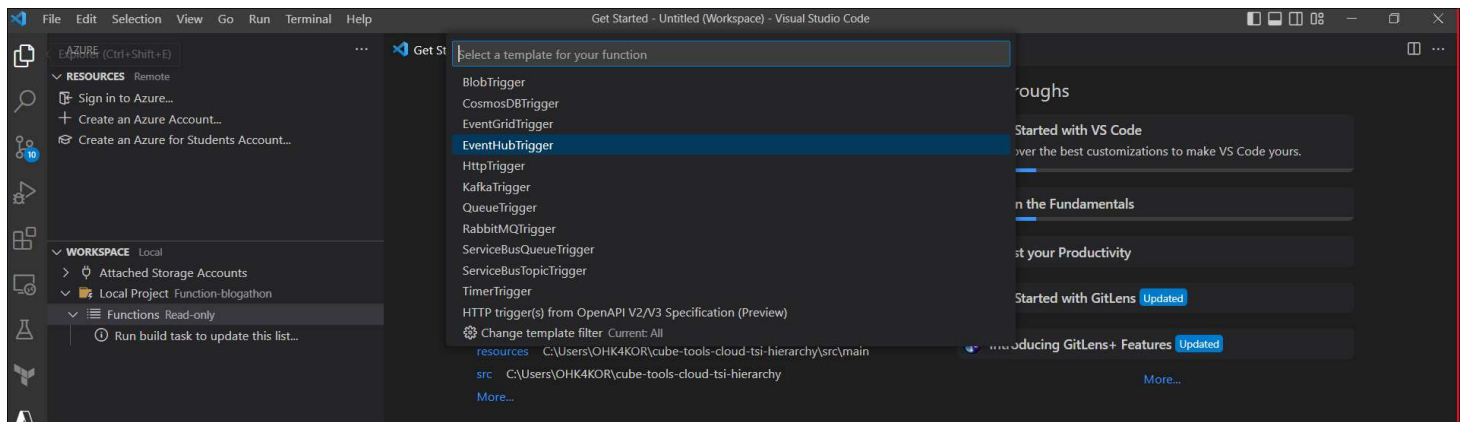 File Edit Selection View Go Run Terminal Help
Get Started - Untitled (Workspace) - Visual Studio Code
AZURE
Explorer (Ctrl+Shift+E)
RESOURCES Remote
Sign in to Azure...
Create an Azure Account...
Create an Azure for Students Account...
10
WORKSPACE Local
Attached Storage Accounts
Local Project Function-blogathon
Functions Read-only
Run build task to update this list...
Get St
Select a template for your function
BlobTrigger
CosmosDBTrigger
EventGridTrigger
EventHubTrigger
HttpTrigger
KafkaTrigger
QueueTrigger
RabbitMQTrigger
ServiceBusQueueTrigger
ServiceBusTopicTrigger
TimerTrigger
HTTP trigger(s) from OpenAPI V2/V3 Specification (Preview)
Change template filter Current: All
resources C:\Users\OHK4KOR\cube-tools-cloud-tsi-hierarchy\src\main
src C:\Users\OHK4KOR\cube-tools-cloud-tsi-hierarchy
More...
roughs
Started with VS Code
over the best customizations to make VS Code yours.
n the Fundamentals
st your Productivity
Started with GitLens Updated
Introducing GitLens+ Features Updated
More...